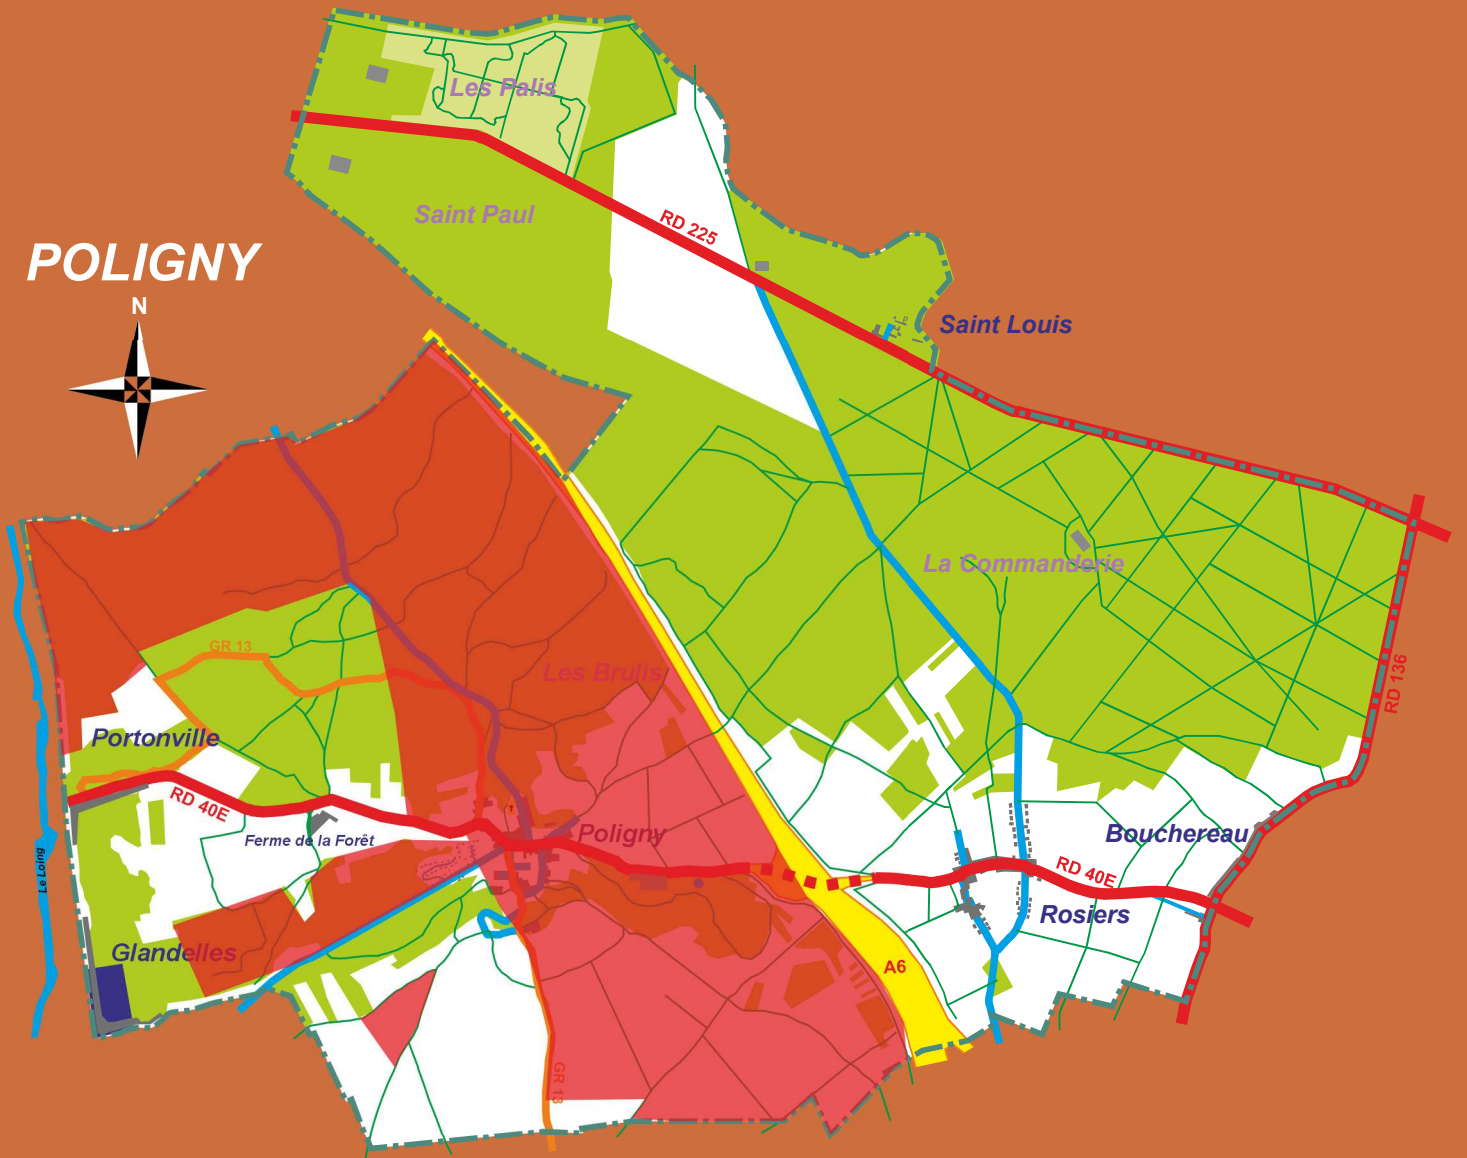 Les Palis
Saint Paul
RD 225
POLIGNY
N
Saint Louis
La Commanderie
GR 13
Les Brulis
RD 136
Portonville
RD 40E
Ferme de la Forêt
Poligny
Bouchereau
Le Loing
RD 40E
Rosiers
Glandelles
A6
GR 13